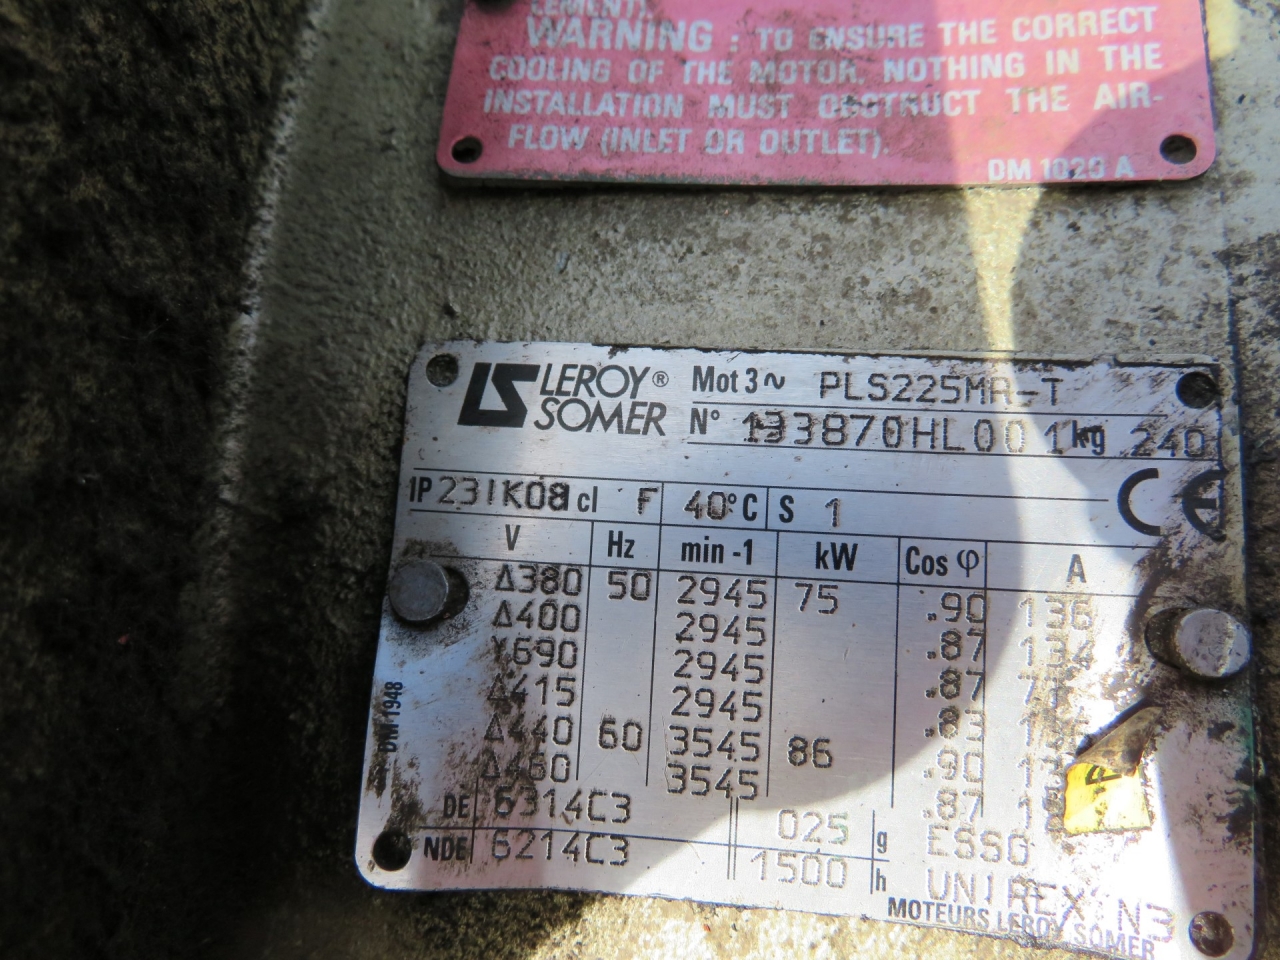 CEMENT).
WARNING : TO ENSURE THE CORRECT
COOLING OF THE MOTOR, NOTHING IN THE
INSTALLATION MUST OBSTRUCT THE AIR-
FLOW (INLET OR OUTLET).
DM 1029 A
LS LEROY® SOMER
Mot 3~ PLS225MR-T
N° 133870HL001 kg 240
IP 23 IK08 cl F 40°C S 1 CE
V Hz min-1 kW Cos φ A
Δ380 50 2945 75 .90 136
Δ400 2945 .87
Y690 2945 .87
Δ415 2945 .83
Δ440 60 3545 86 .90
Δ460 3545 .87
DM 1948
DE 6314C3 025 g ESSO
NDE 6214C3 1500 h UNIREX N3
MOTEURS LEROY SOMER